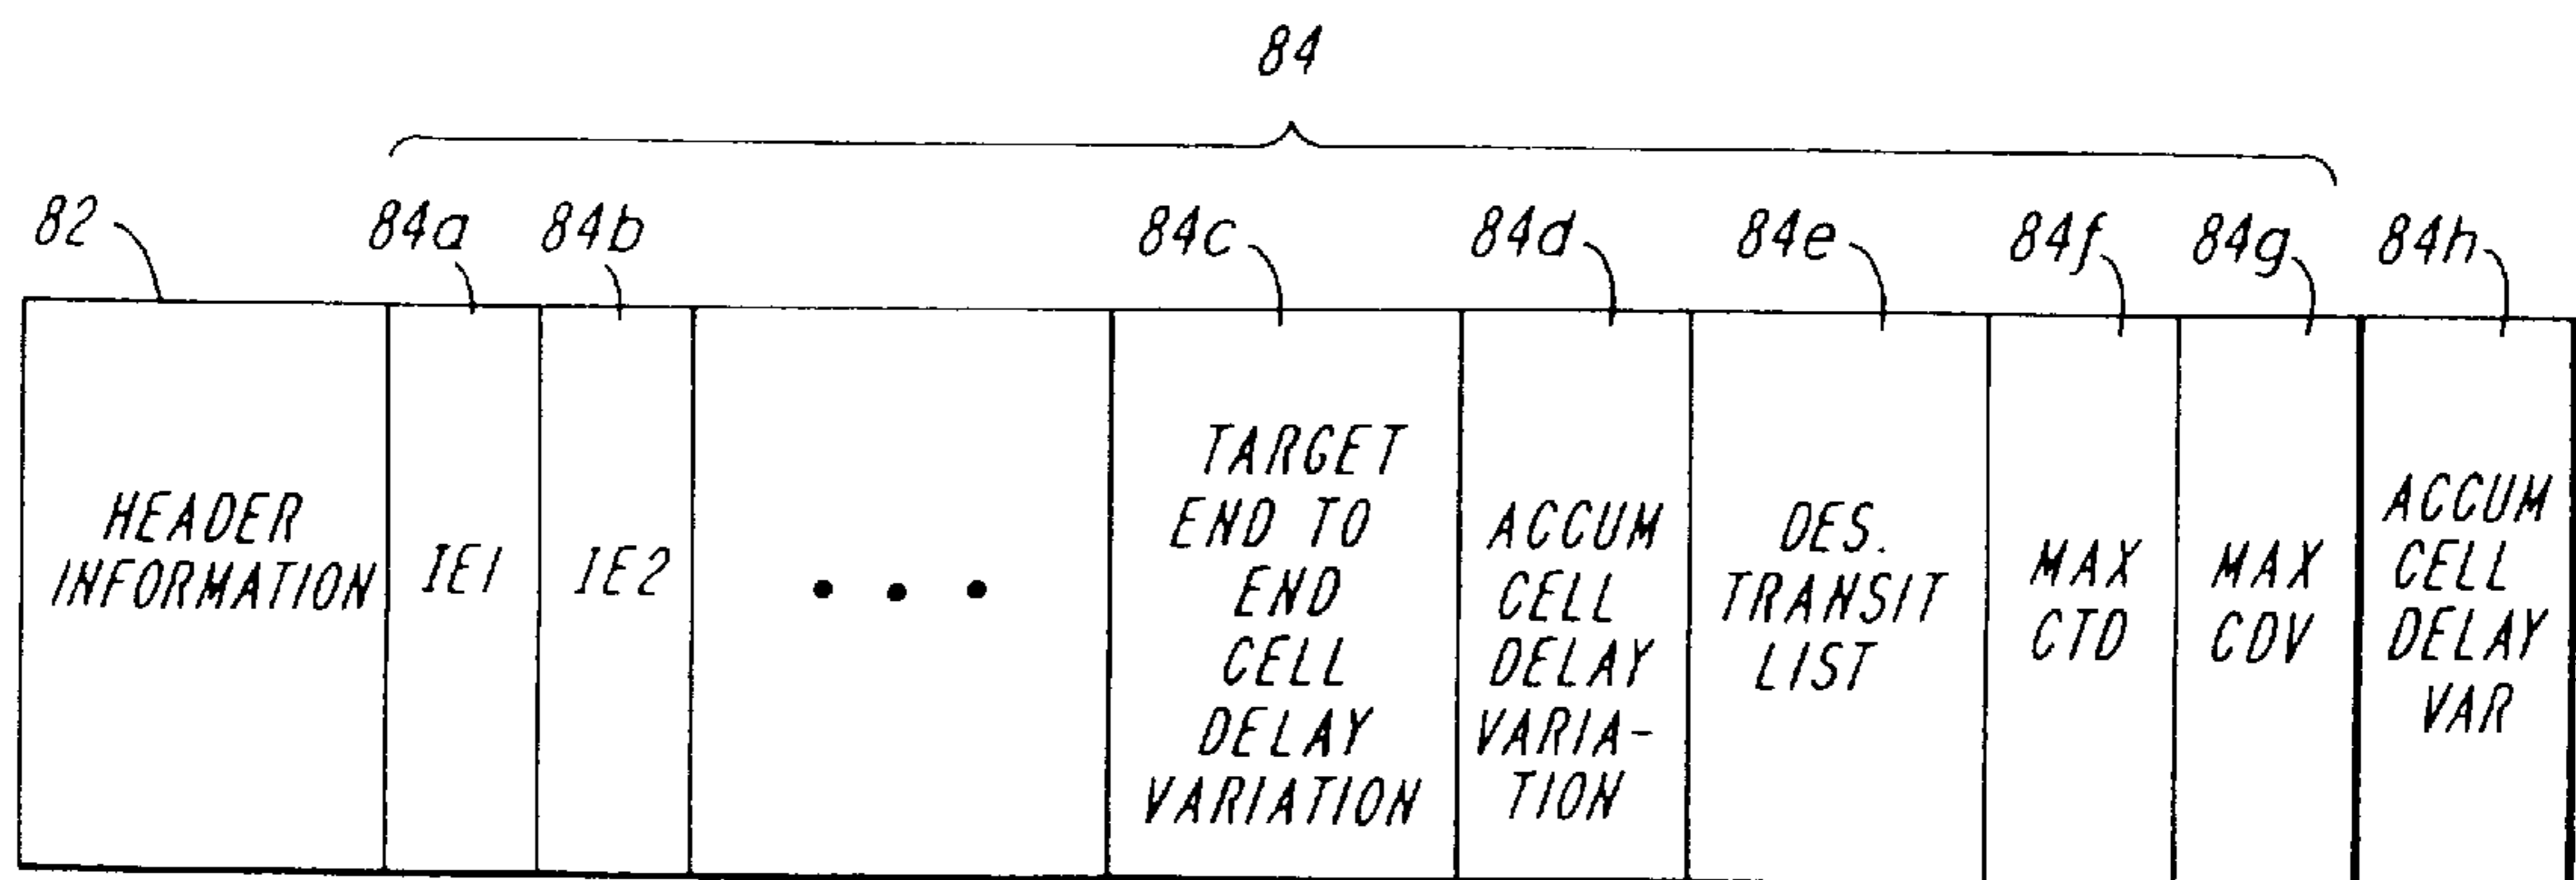 84
82
84a
84b
84c
84d
84e
84f
84g
84h
HEADER
INFORMATION
IE1
IE2
• • •
TARGET
END TO
END
CELL
DELAY
VARIATION
ACCUM
CELL
DELAY
VARIA-
TION
DES.
TRANSIT
LIST
MAX
CTD
MAX
CDV
ACCUM
CELL
DELAY
VAR